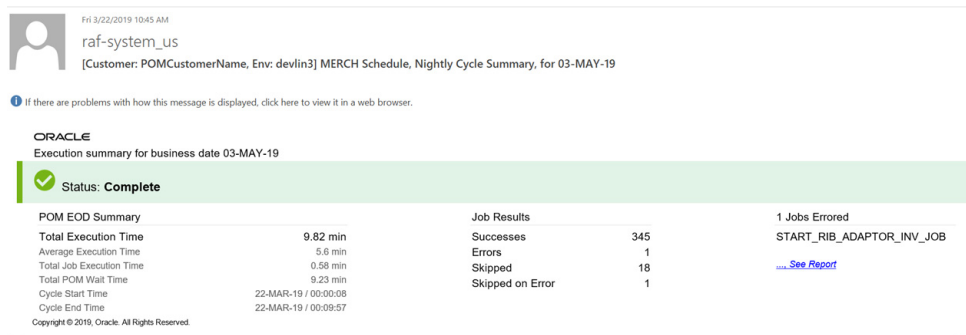 Fri 3/22/2019 10:45 AM
raf-system_us
[Customer: POMCustomerName, Env: devlin3] MERCH Schedule, Nightly Cycle Summary, for 03-MAY-19
If there are problems with how this message is displayed, click here to view it in a web browser.
ORACLE
Execution summary for business date 03-MAY-19
Status: Complete
POM EOD Summary
Total Execution Time 9.82 min
Average Execution Time 5.6 min
Total Job Execution Time 0.58 min
Total POM Wait Time 9.23 min
Cycle Start Time 22-MAR-19 / 00:00:08
Cycle End Time 22-MAR-19 / 00:09:57
Job Results
Successes 345
Errors 1
Skipped 18
Skipped on Error 1
1 Jobs Errored
START_RIB_ADAPTOR_INV_JOB
..., See Report
Copyright © 2019, Oracle. All Rights Reserved.